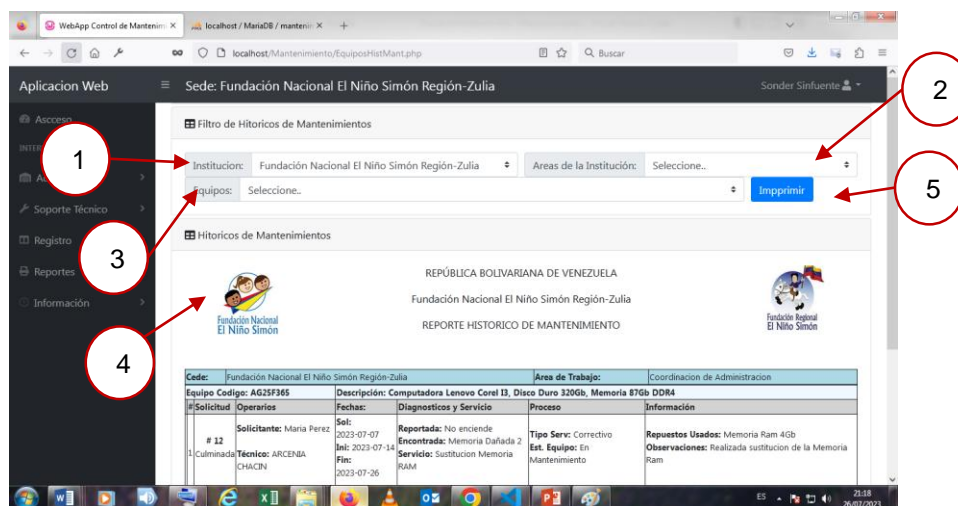 WebApp Control de Mantenim
localhost / MariaDB / mantenin
localhost/Mantenimiento/EquiposHistMant.php
Buscar
Aplicacion Web
Sede: Fundación Nacional El Niño Simón Región-Zulia
Sonder Sinfuente
2
Ascceso
Filtro de Hitoricos de Mantenimientos
1
Institucion: Fundación Nacional El Niño Simón Región-Zulia
Areas de la Institución: Seleccione..
Equipos: Seleccione..
Impprimir
5
Soporte Técnico
Registro
Hitoricos de Mantenimientos
3
Reportes
Información
REPÚBLICA BOLIVARIANA DE VENEZUELA
Fundación Nacional El Niño Simón Región-Zulia
REPORTE HISTORICO DE MANTENIMIENTO
Fundación Nacional
El Niño Simón
Fundación Regional
El Niño Simón
4
Cede: Fundación Nacional El Niño Simón Región-Zulia Area de Trabajo: Coordinacion de Administracion
Equipo Codigo: AG25F365 Descripción: Computadora Lenovo Corel I3, Disco Duro 320Gb, Memoria 87Gb DDR4
# Solicitud Operarios Fechas: Diagnosticos y Servicio Proceso Información
1
# 12
Culminada
Solicitante: Maria Perez
Técnico: ARCENIA
CHACIN
Sol:
2023-07-07
Ini: 2023-07-14
Fin:
2023-07-26
Reportada: No enciende
Encontrada: Memoria Dañada 2
Servicio: Sustitucion Memoria
RAM
Tipo Serv: Correctivo
Est. Equipo: En
Mantenimiento
Repuestos Usados: Memoria Ram 4Gb
Observaciones: Realizada sustitucion de la Memoria
Ram
ES
21:18
26/07/2023